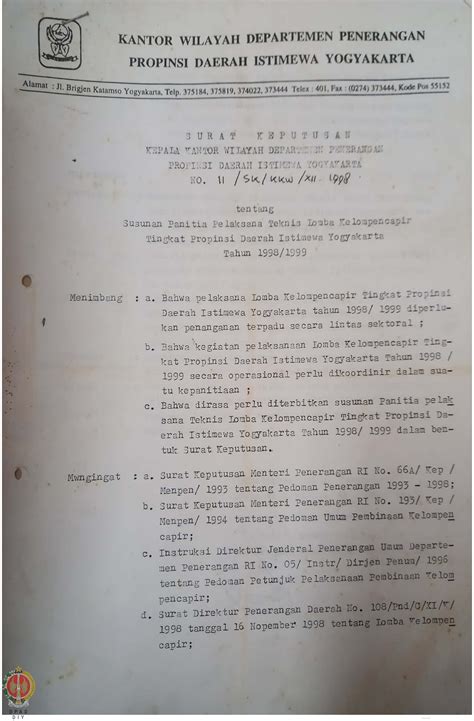 KANTOR WILAYAH DEPARTEMEN PENERANGAN
PROPINSI DAERAH ISTIMEWA YOGYAKARTA
Alamat : Jl. Brigjen Katamso Yogyakarta, Telp. 375184, 375819, 374022, 373444 Telex : 401, Fax : (0274) 373444, Kode Pos 55152
SURAT KEPUTUSAN
KEPALA KANTOR WILAYAH DEPARTEMEN PENERANGAN
PROPINSI DAERAH ISTIMEWA YOGYAKARTA
NO. 11 / SK / KKW / XII. 1998
tentang
Susunan Panitia Pelaksana Teknis Lomba Kelompencapir
Tingkat Propinsi Daerah Istimewa Yogyakarta
Tahun 1998/1999
Menimbang : a. Bahwa pelaksana Lomba Kelompencapir Tingkat Propinsi
Daerah Istimewa Yogyakarta tahun 1998/ 1999 diperlu-
kan penanganan terpadu secara lintas sektoral ;
b. Bahwa kegiatan pelaksanaan Lomba Kelompencapir Ting-
kat Propinsi Daerah Istimewa Yogyakarta Tahun 1998 /
1999 secara operasional perlu dikoordinir dalam sua-
tu kepanitiaan ;
c. Bahwa dirasa perlu diterbitkan susunan Panitia pelak
sana Teknis Lomba Kelompencapir Tingkat Propinsi Da-
erah Istimewa Yogyakarta Tahun 1998/ 1999 dalam ben-
tuk Surat Keputusan.
Mwngingat : a. Surat Keputusan Menteri Penerangan RI No. 66A/ Kep /
Menpen/ 1993 tentang Pedoman Penerangan 1993 - 1998;
b. Surat Keputusan Menteri Penerangan RI No. 193/ Kep /
Menpen/ 1994 tentang Pedoman Umum Pembinaan Kelompen
capir;
c. Instruksi Direktur Jenderal Penerangan Umum Departe-
men Penerangan RI No. 05/ Instr/ Dirjen Penum/ 1996
tentang Pedoman Petunjuk Pelaksanaan Pembinaan Kelom
pencapir;
d. Surat Direktur Penerangan Daerah No. 108/Pnd/C/XI/K/
1998 tanggal 16 Nopember 1998 tentang Lomba Kelompen
capir;
DPAD
DIY